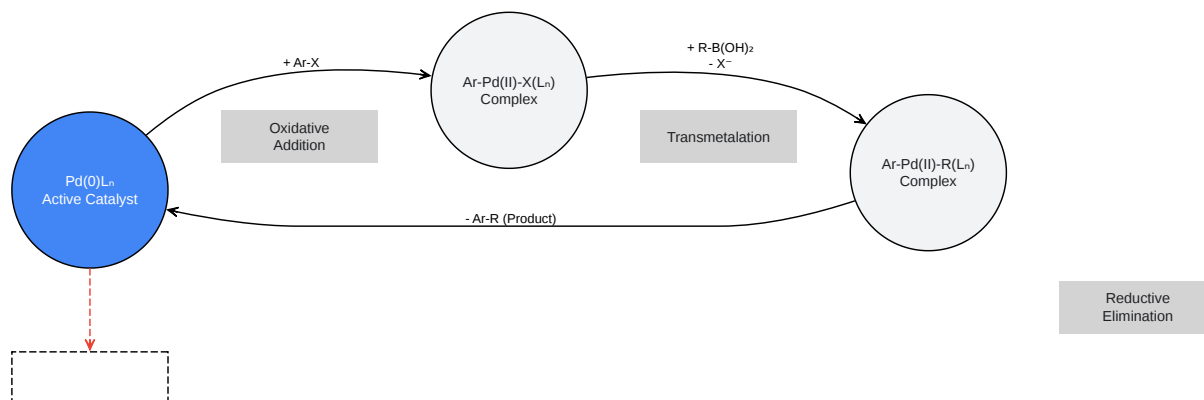 + Ar-X
+ R-B(OH)₂
- X⁻
Ar-Pd(II)-X(Lₙ)
Complex
Oxidative
Addition
Transmetalation
Ar-Pd(II)-R(Lₙ)
Complex
Pd(0)Lₙ
Active Catalyst
- Ar-R (Product)
Reductive
Elimination